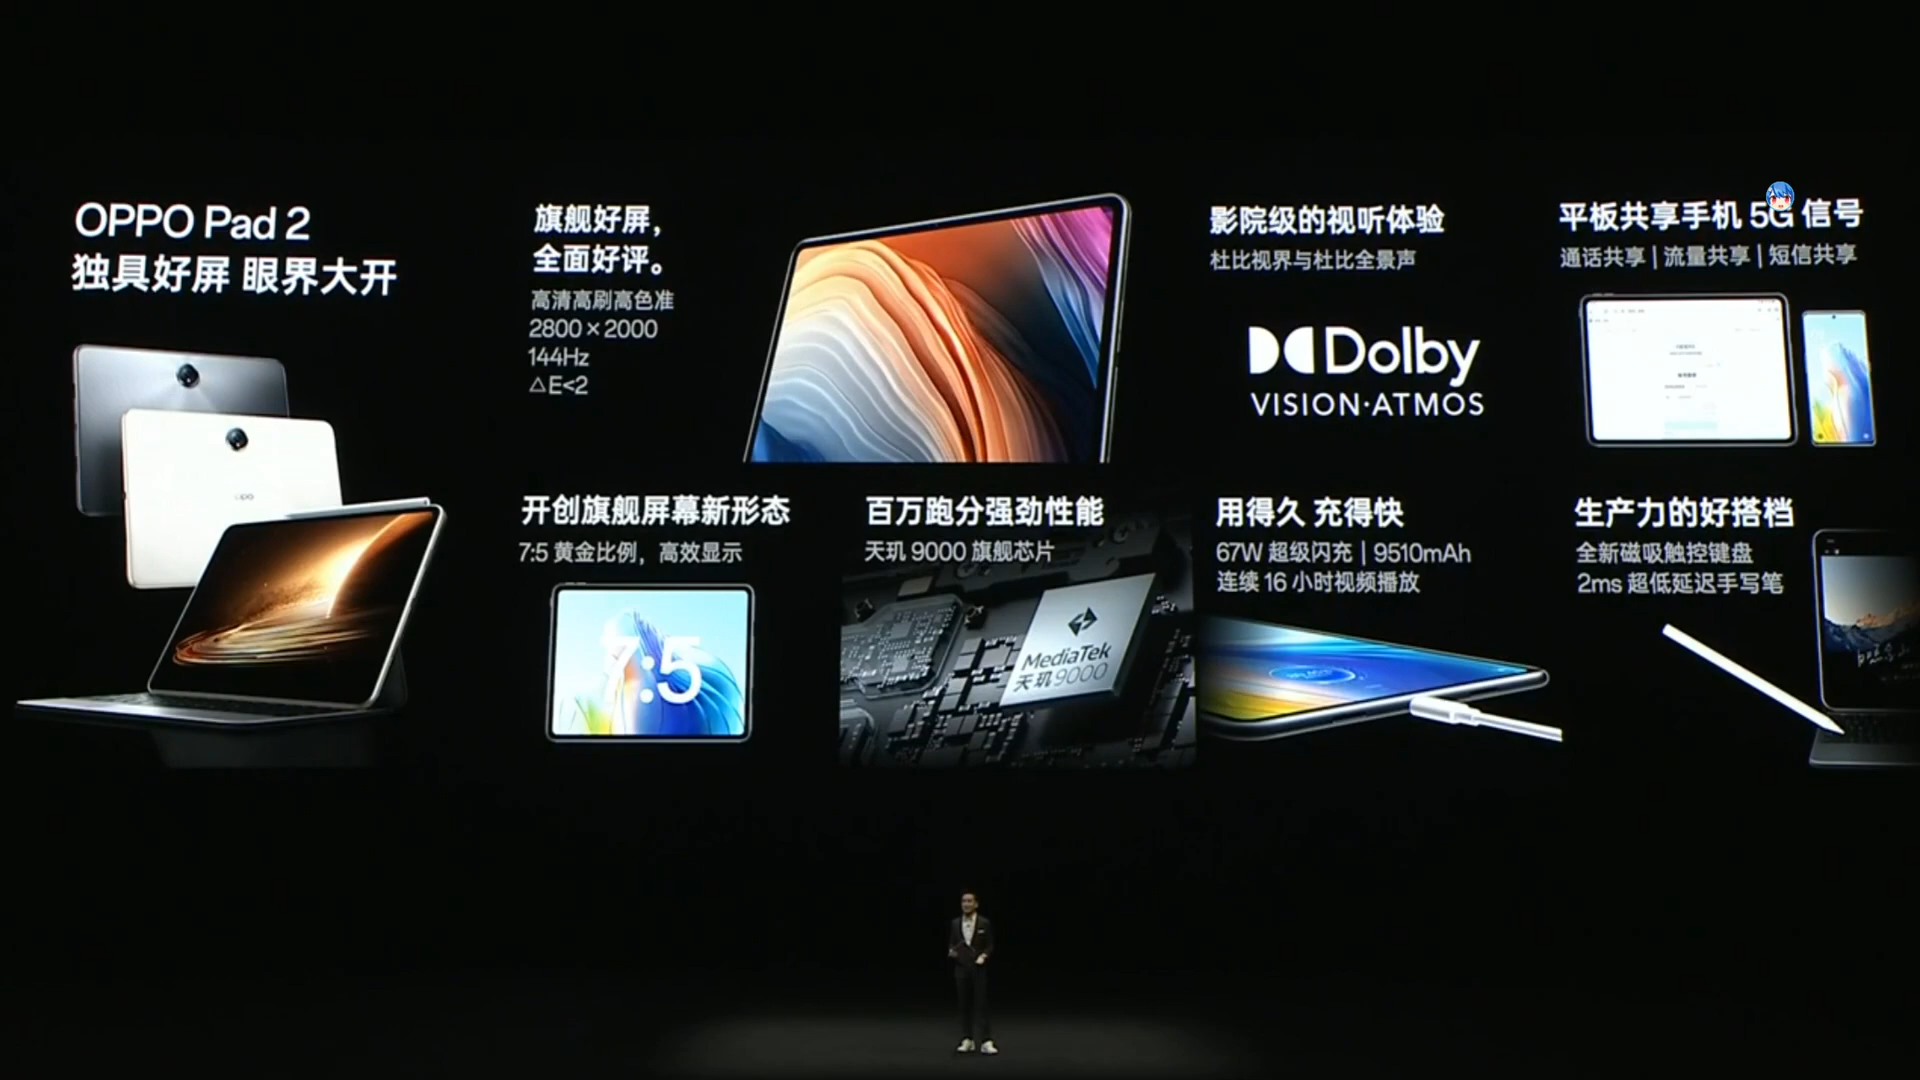 OPPO Pad 2
独具好屏 眼界大开
旗舰好屏，
全面好评。
高清高刷高色准
2800×2000
144Hz
△E<2
影院级的视听体验
杜比视界与杜比全景声
Dolby
VISION·ATMOS
平板共享手机 5G 信号
通话共享 | 流量共享 | 短信共享
开创旗舰屏幕新形态
7:5 黄金比例，高效显示
7:5
百万跑分强劲性能
天玑 9000 旗舰芯片
MediaTek
天玑9000
用得久 充得快
67W 超级闪充 | 9510mAh
连续 16 小时视频播放
生产力的好搭档
全新磁吸触控键盘
2ms 超低延迟手写笔